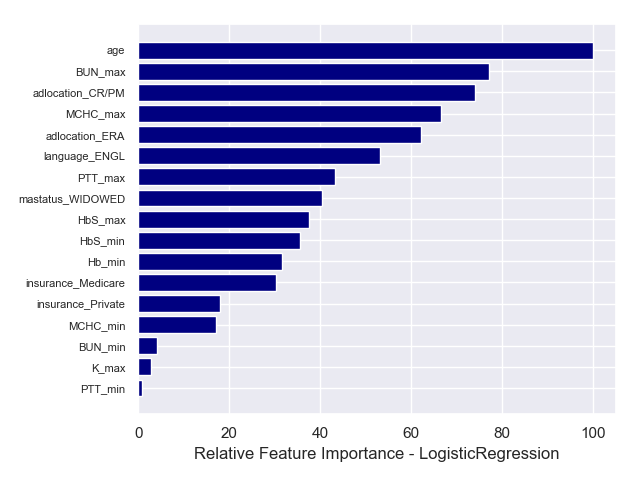 age
BUN_max
adlocation_CR/PM
MCHC_max
adlocation_ERA
language_ENGL
PTT_max
mastatus_WIDOWED
HbS_max
HbS_min
Hb_min
insurance_Medicare
insurance_Private
MCHC_min
BUN_min
K_max
PTT_min
0 20 40 60 80 100
Relative Feature Importance - LogisticRegression